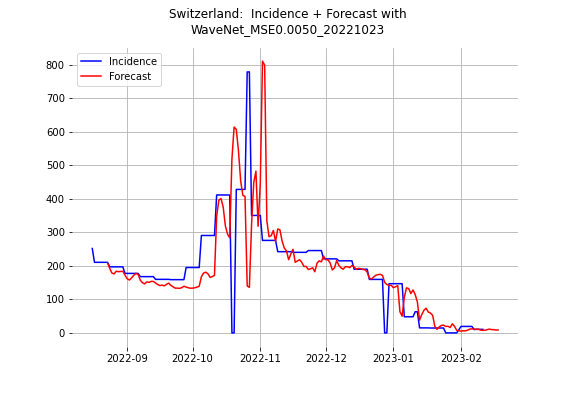 Switzerland:  Incidence + Forecast with
WaveNet_MSE0.0050_20221023
Incidence
Forecast
800
700
600
500
400
300
200
100
0
2022-09 2022-10 2022-11 2022-12 2023-01 2023-02